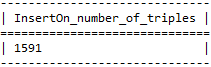 -----------------------------
| InsertOn_number_of_triples |
=============================
| 1591                       |
-----------------------------